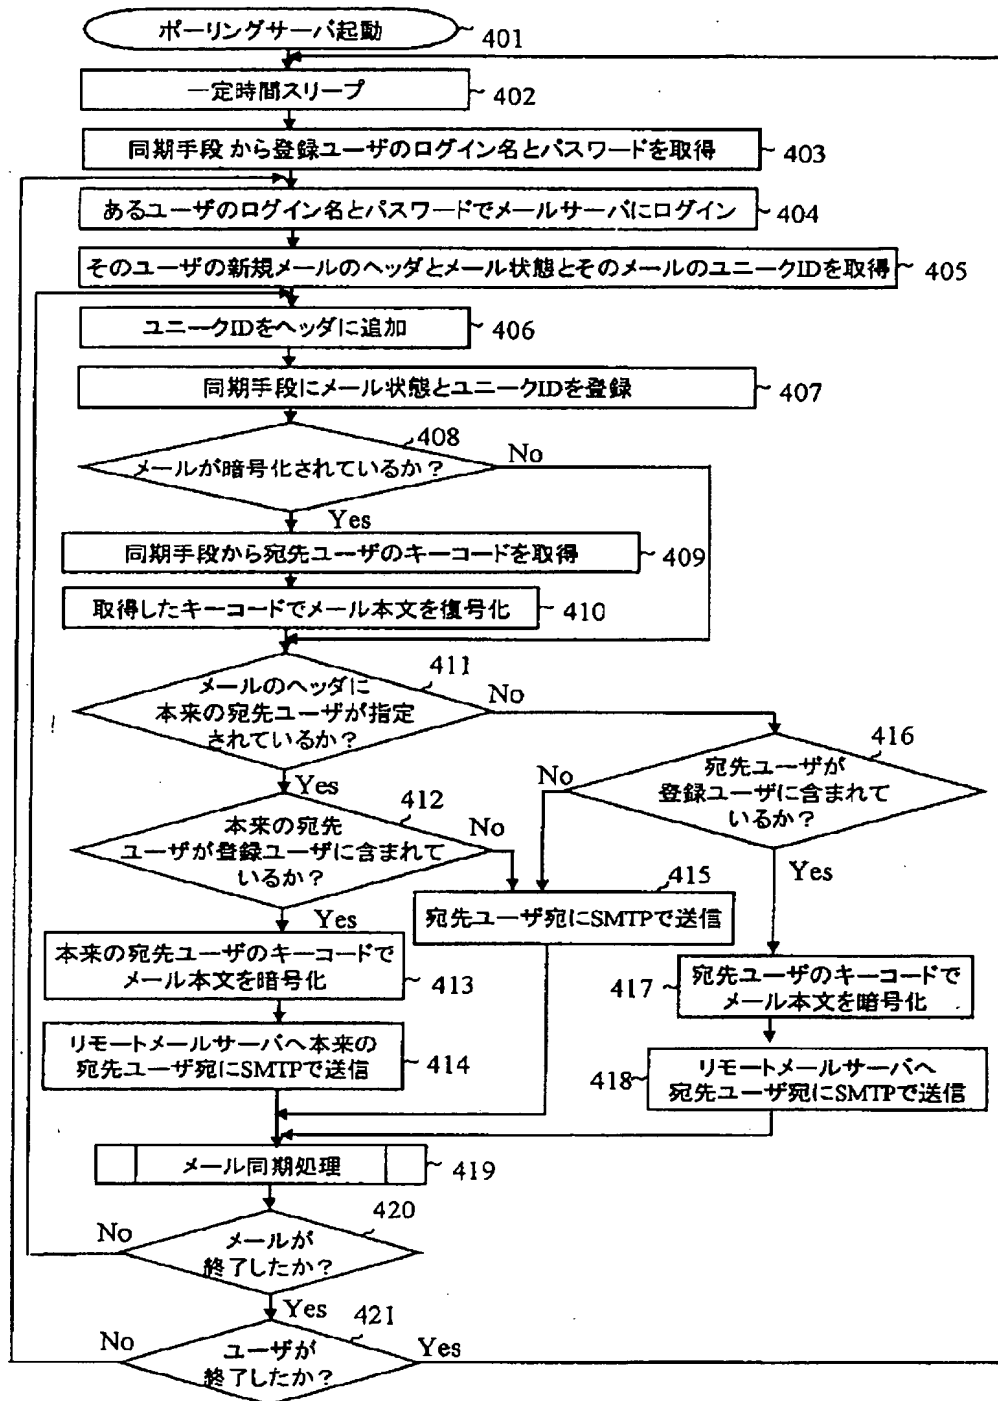 ポーリングサーバ起動
401
一定時間スリープ
402
同期手段から登録ユーザのログイン名とパスワードを取得
403
あるユーザのログイン名とパスワードでメールサーバにログイン
404
そのユーザの新規メールのヘッダとメール状態とそのメールのユニークIDを取得
405
ユニークIDをヘッダに追加
406
同期手段にメール状態とユニークIDを登録
407
408
メールが暗号化されているか？
No
Yes
同期手段から宛先ユーザのキーコードを取得
409
取得したキーコードでメール本文を復号化
410
411
メールのヘッダに
本来の宛先ユーザが指定
されているか？
No
Yes
416
宛先ユーザが
登録ユーザに含まれて
いるか？
No
Yes
412
本来の宛先
ユーザが登録ユーザに含まれて
いるか？
No
Yes
415
宛先ユーザ宛にSMTPで送信
本来の宛先ユーザのキーコードで
メール本文を暗号化
413
417
宛先ユーザのキーコードで
メール本文を暗号化
リモートメールサーバへ本来の
宛先ユーザ宛にSMTPで送信
414
418
リモートメールサーバへ
宛先ユーザ宛にSMTPで送信
メール同期処理
419
420
メールが
終了したか？
No
Yes
421
ユーザが
終了したか？
No
Yes